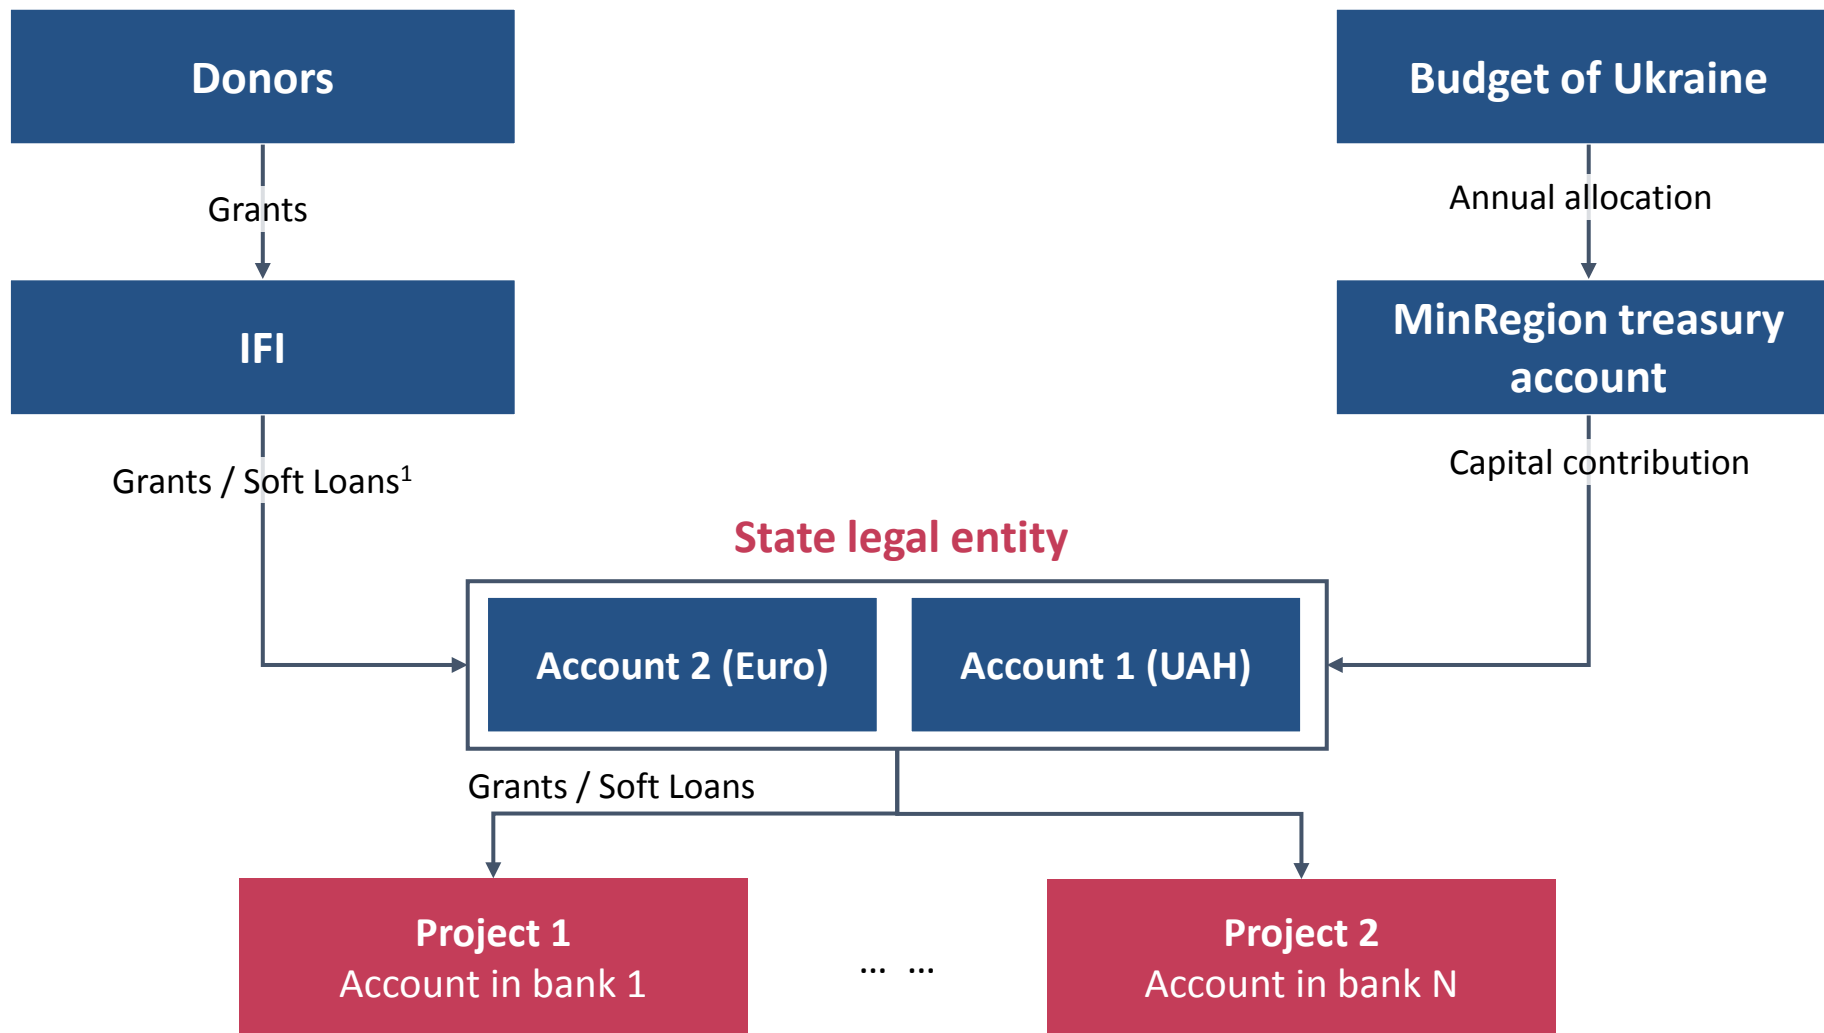 Donors
Budget of Ukraine
Grants
Annual allocation
IFI
MinRegion treasury
account
Grants / Soft Loans¹
Capital contribution
State legal entity
Account 2 (Euro)
Account 1 (UAH)
Grants / Soft Loans
Project 1
Account in bank 1
... ...
Project 2
Account in bank N